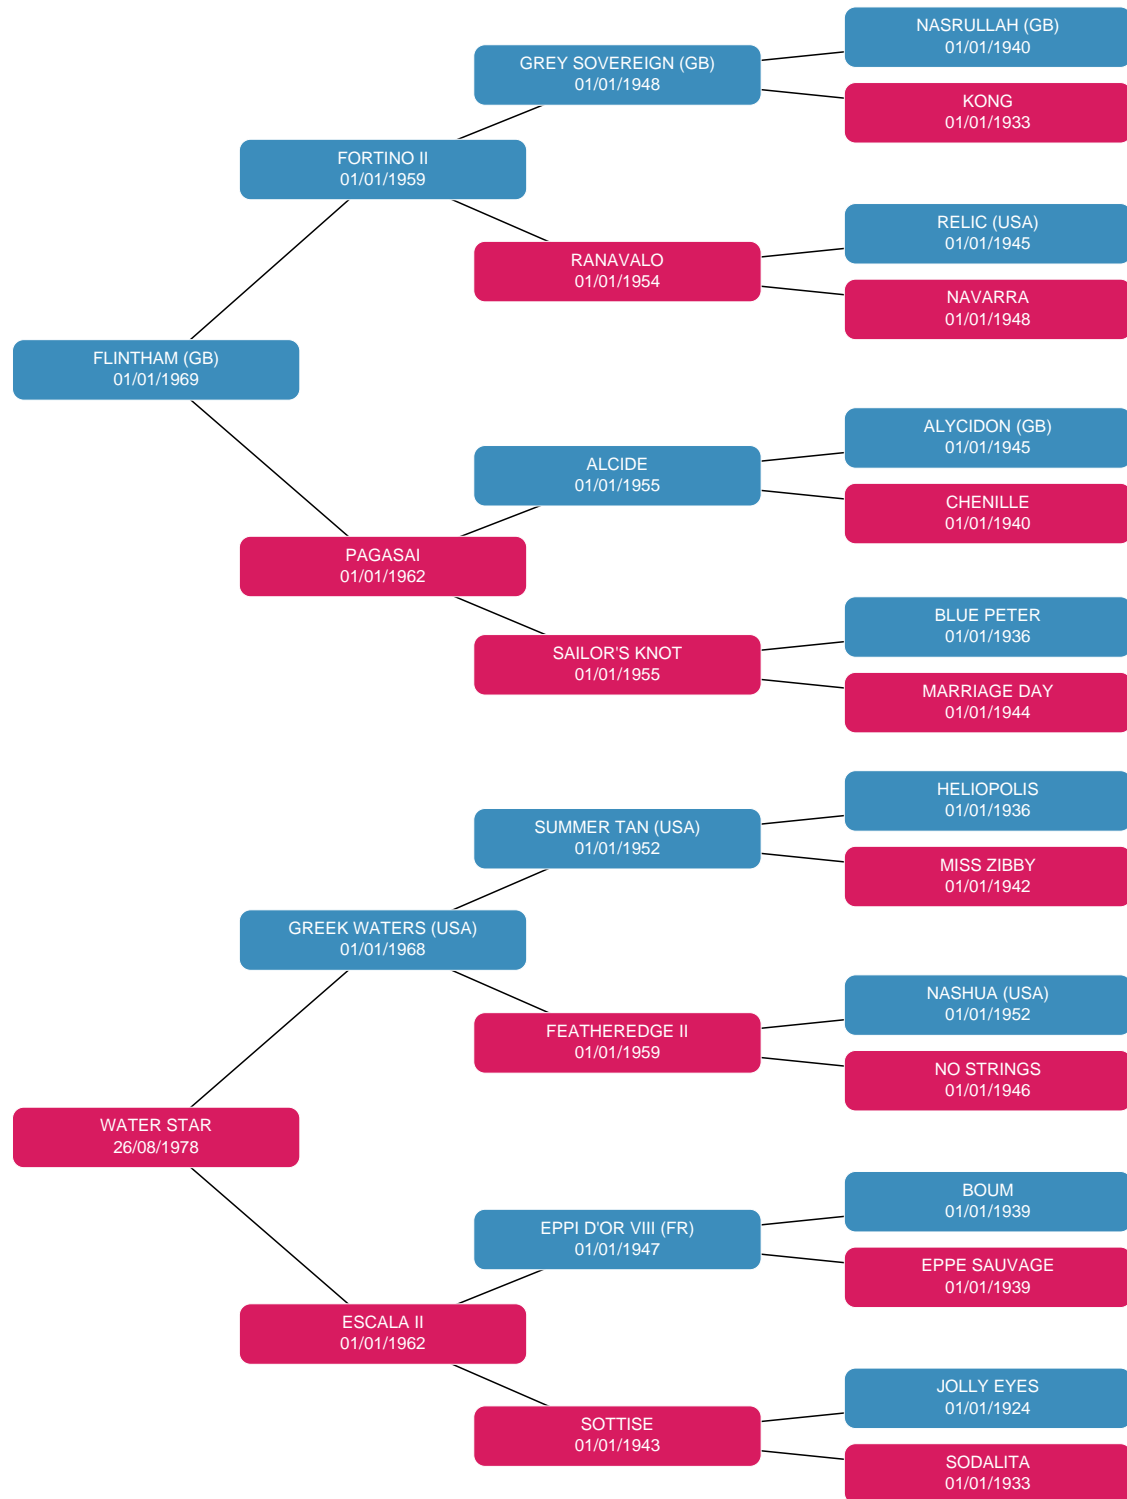 NASRULLAH (GB)
01/01/1940
GREY SOVEREIGN (GB)
01/01/1948
KONG
01/01/1933
FORTINO II
01/01/1959
RELIC (USA)
01/01/1945
RANAVALO
01/01/1954
NAVARRA
01/01/1948
FLINTHAM (GB)
01/01/1969
ALYCIDON (GB)
01/01/1945
ALCIDE
01/01/1955
CHENILLE
01/01/1940
PAGASAI
01/01/1962
BLUE PETER
01/01/1936
SAILOR'S KNOT
01/01/1955
MARRIAGE DAY
01/01/1944
HELIOPOLIS
01/01/1936
SUMMER TAN (USA)
01/01/1952
MISS ZIBBY
01/01/1942
GREEK WATERS (USA)
01/01/1968
NASHUA (USA)
01/01/1952
FEATHEREDGE II
01/01/1959
NO STRINGS
01/01/1946
WATER STAR
26/08/1978
BOUM
01/01/1939
EPPI D'OR VIII (FR)
01/01/1947
EPPE SAUVAGE
01/01/1939
ESCALA II
01/01/1962
JOLLY EYES
01/01/1924
SOTTISE
01/01/1943
SODALITA
01/01/1933